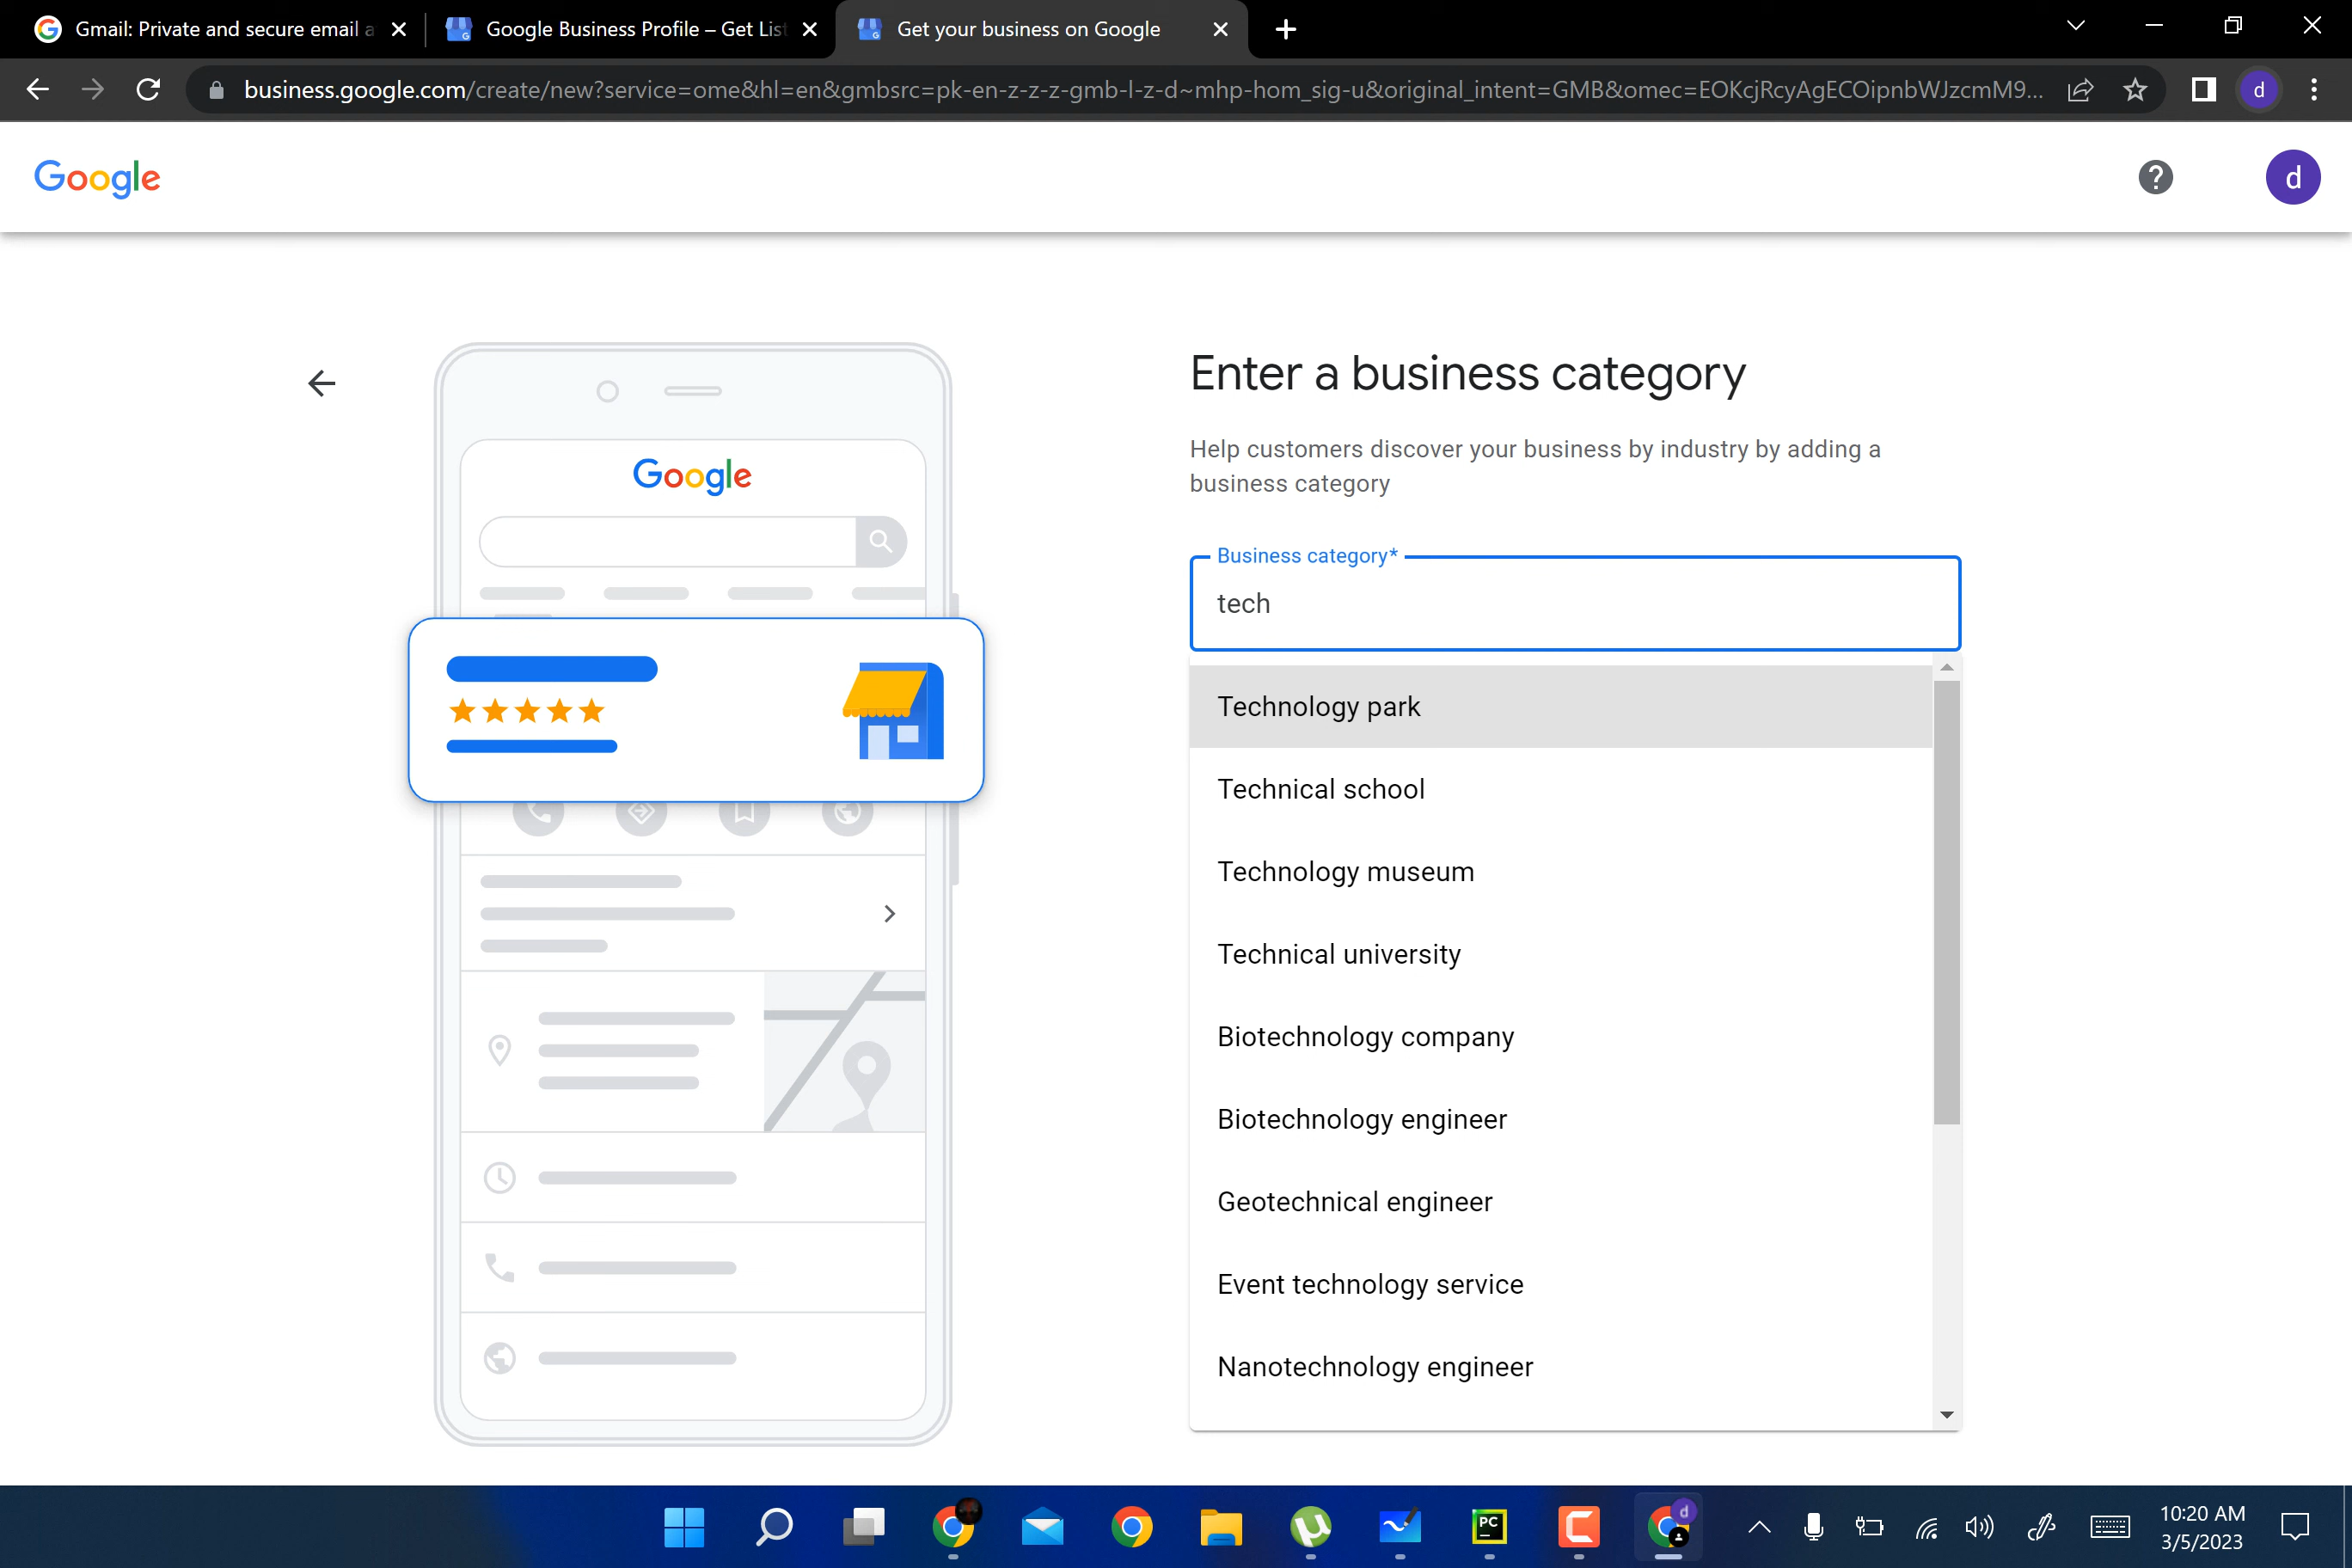 Gmail: Private and secure email a
Google Business Profile – Get List
Get your business on Google
business.google.com/create/new?service=ome&hl=en&gmbsrc=pk-en-z-z-z-gmb-l-z-d~mhp-hom_sig-u&original_intent=GMB&omec=EOKcjRcyAgECOipnbWJzcmM9...
d
Google
?
d
Google
Enter a business category
Help customers discover your business by industry by adding a
business category
Business category*
tech
Technology park
Technical school
Technology museum
Technical university
Biotechnology company
Biotechnology engineer
Geotechnical engineer
Event technology service
Nanotechnology engineer
PC
d
10:20 AM
3/5/2023